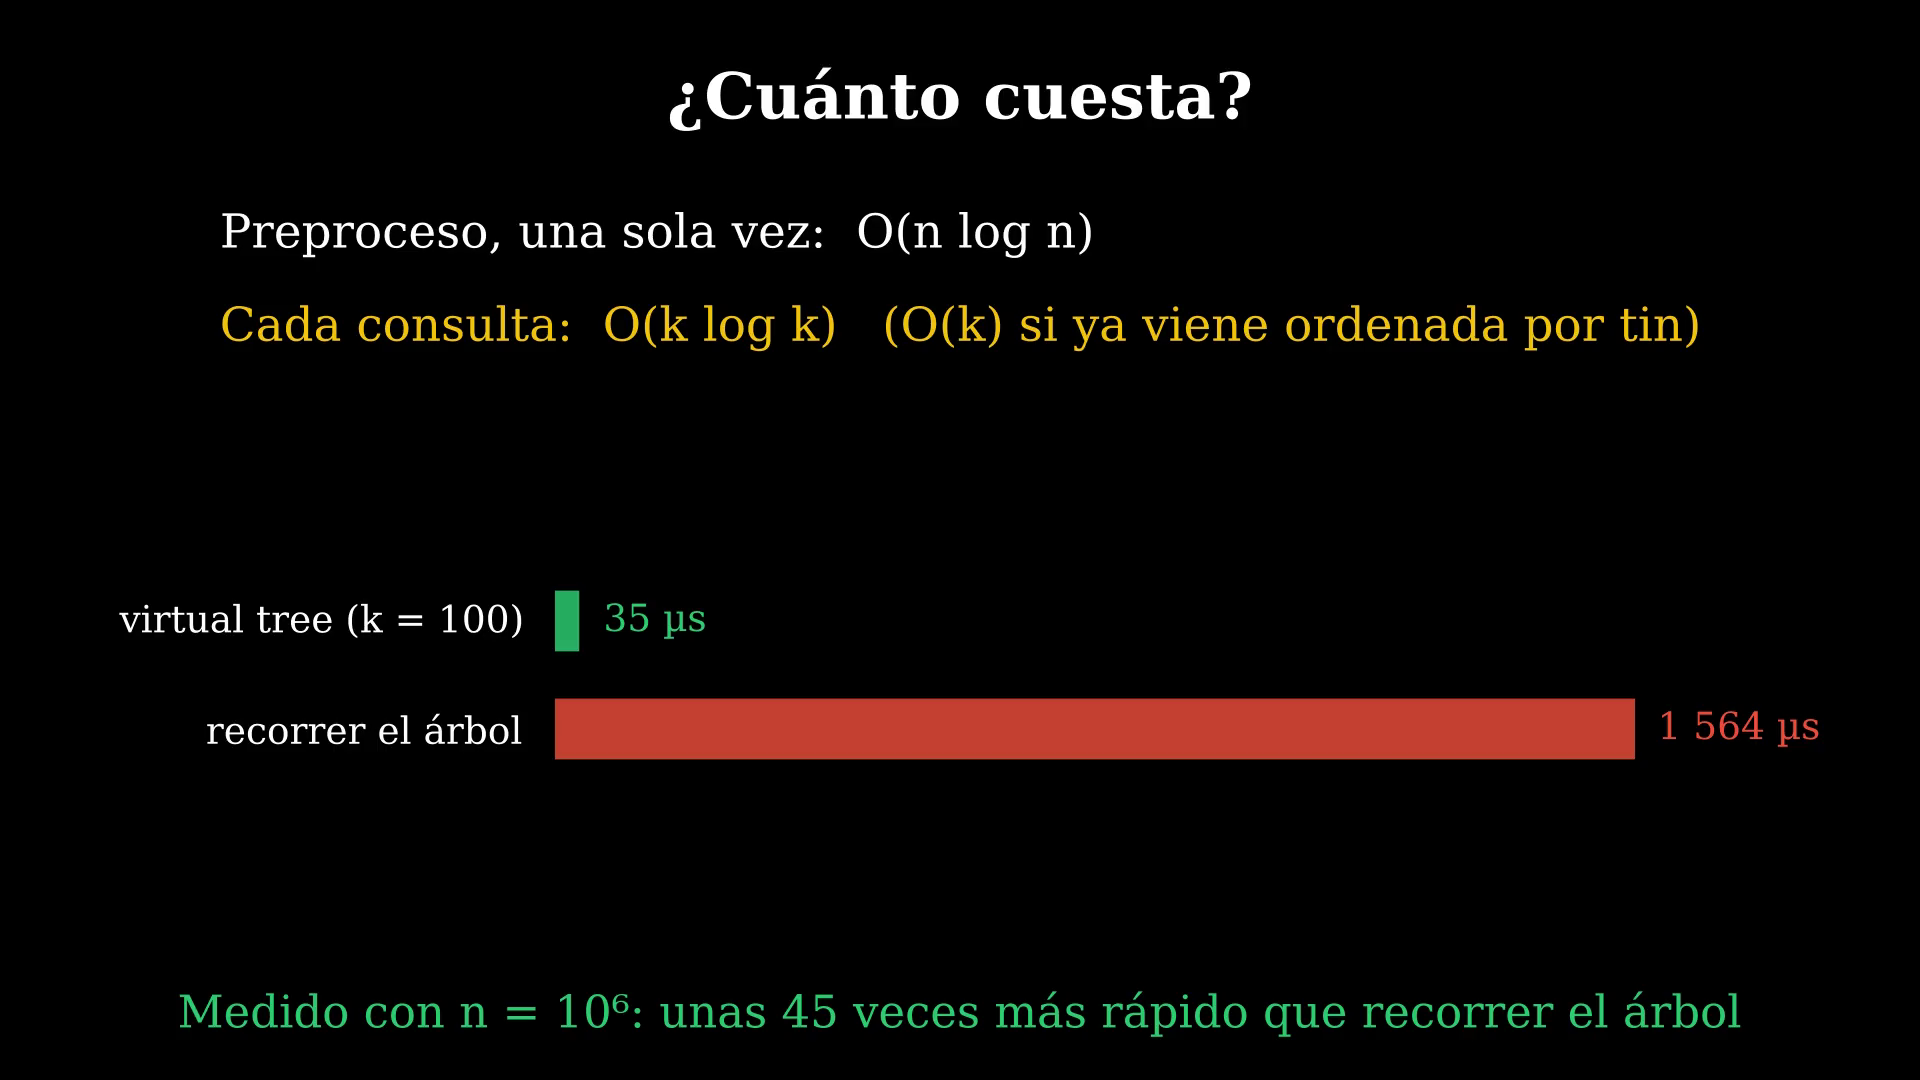 ¿Cuánto cuesta?
Preproceso, una sola vez: O(n log n)
Cada consulta: O(k log k) (O(k) si ya viene ordenada por tin)
virtual tree (k = 100) 35 µs
recorrer el árbol 1 564 µs
Medido con n = 10⁶: unas 45 veces más rápido que recorrer el árbol